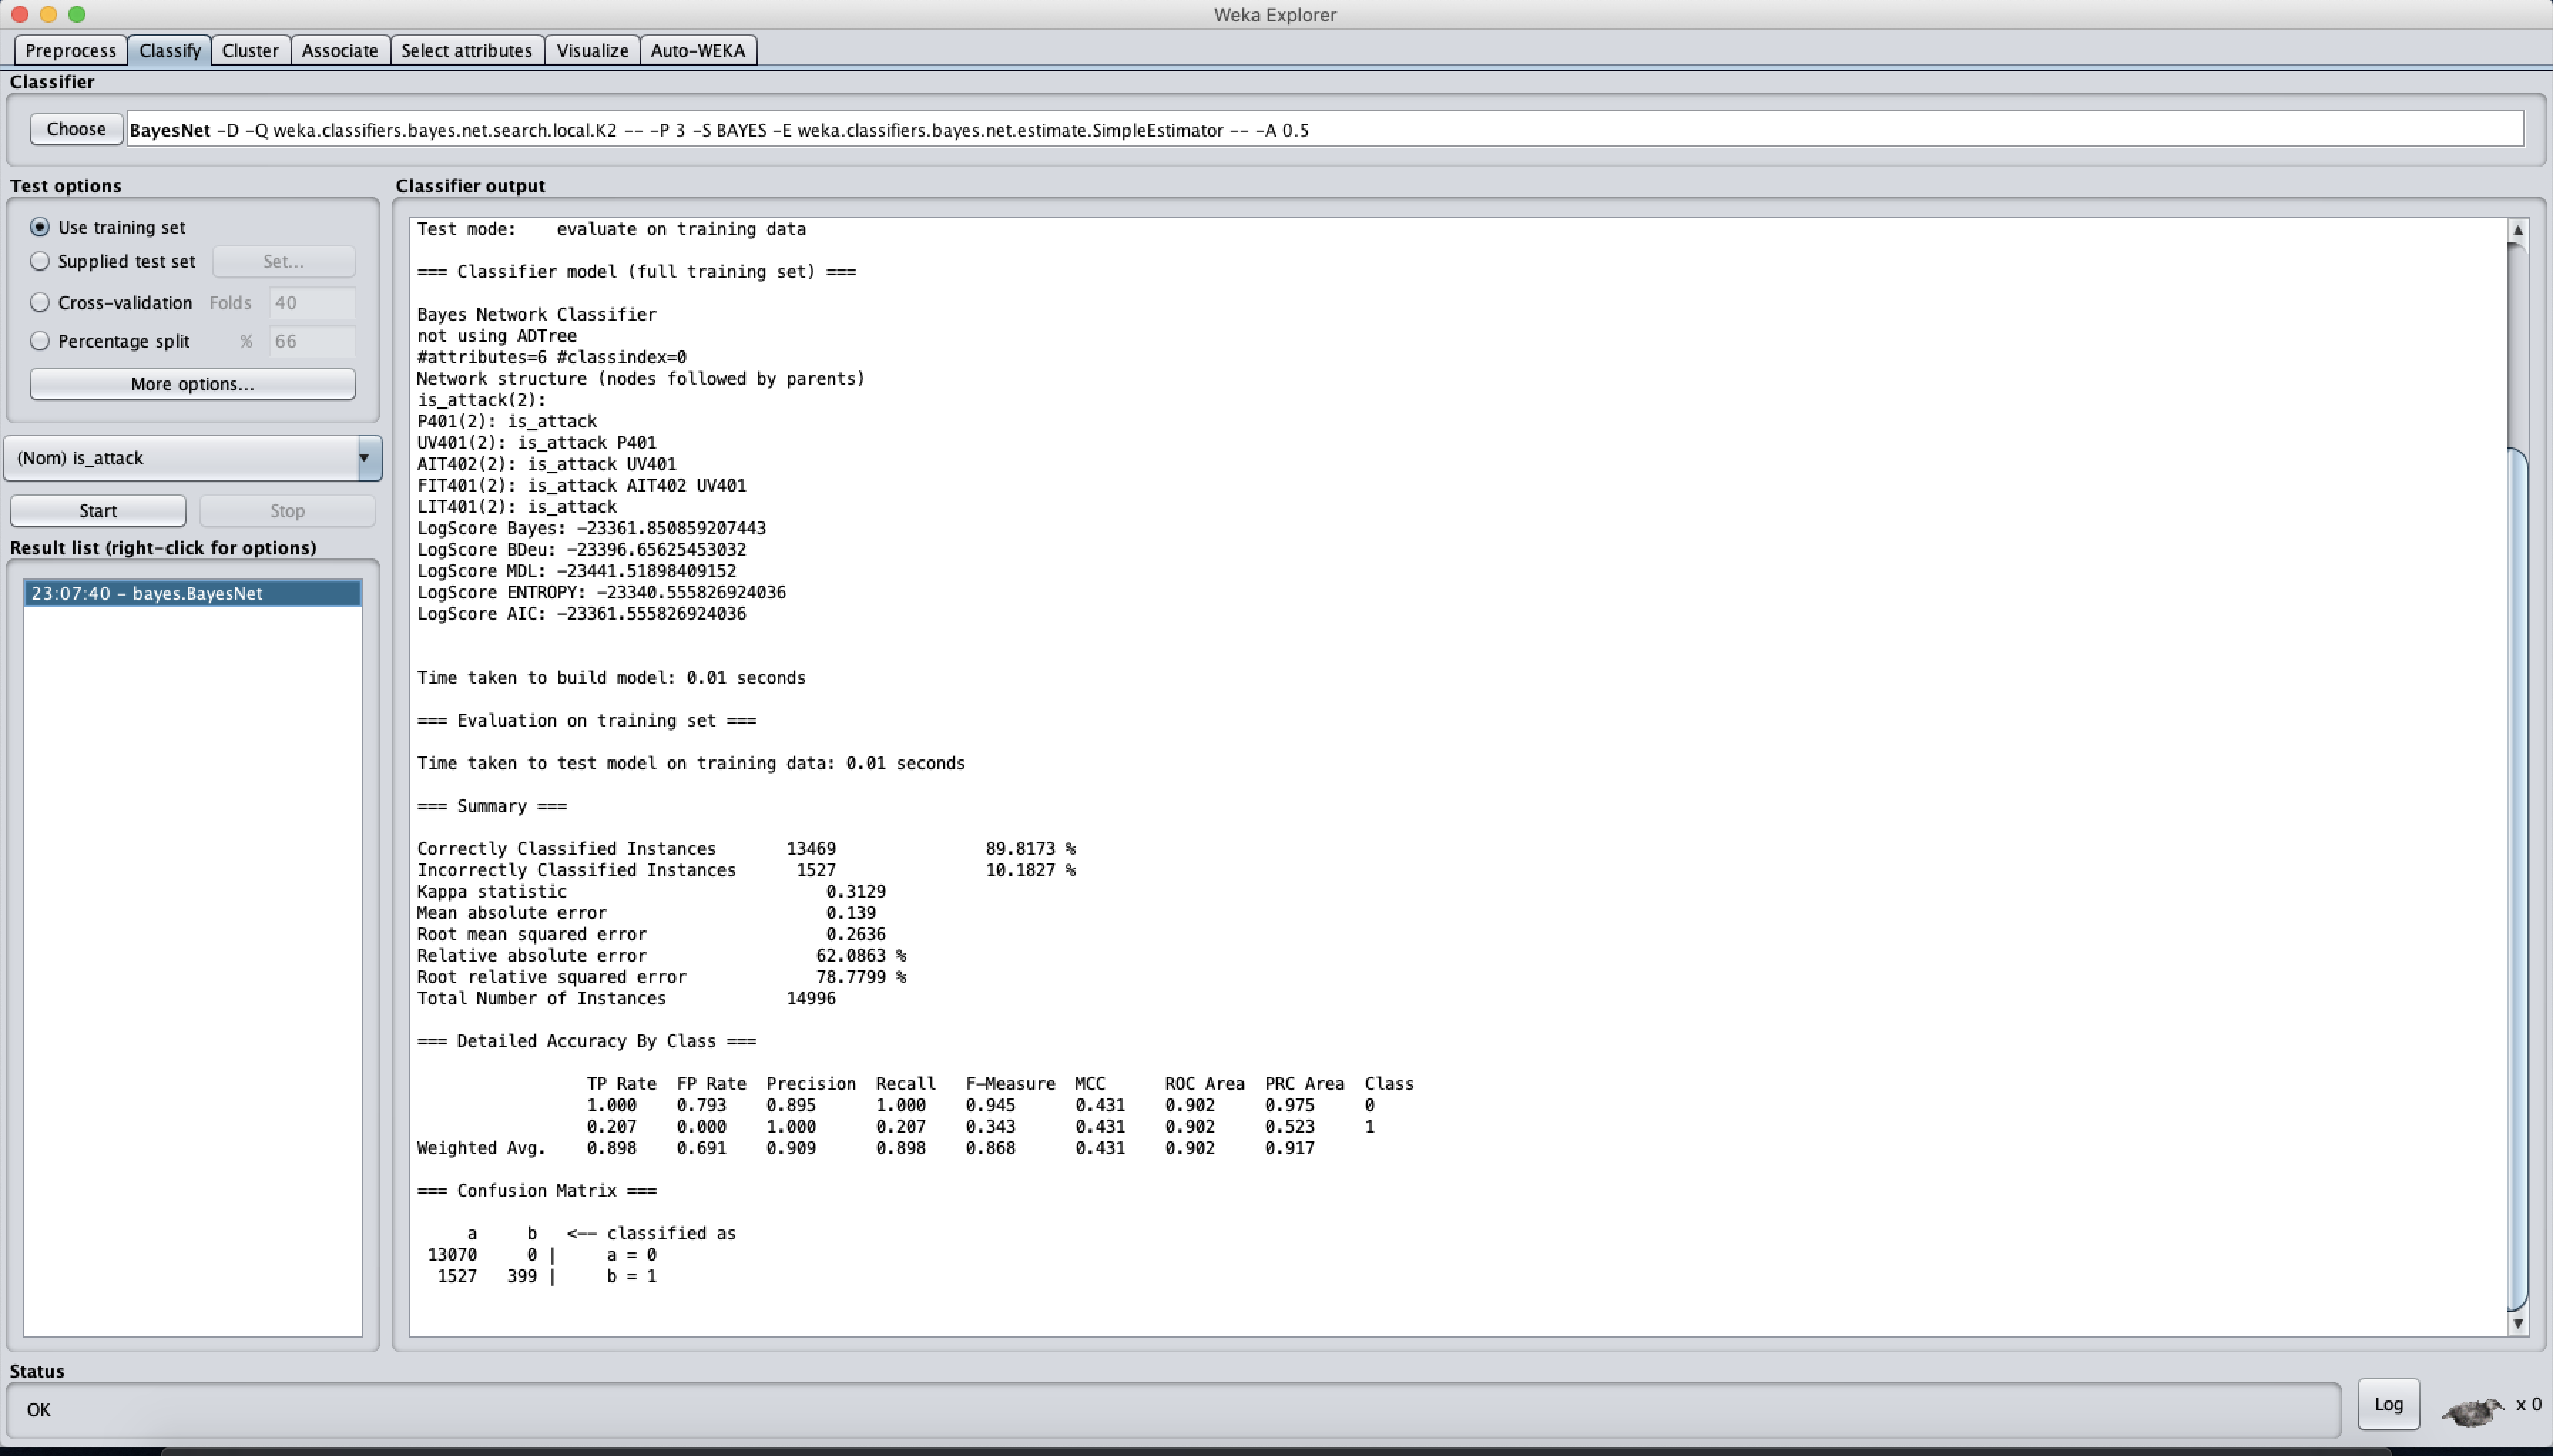 Weka Explorer
Preprocess Classify Cluster Associate Select attributes Visualize Auto-WEKA
Classifier
Choose BayesNet -D -Q weka.classifiers.bayes.net.search.local.K2 -- -P 3 -S BAYES -E weka.classifiers.bayes.net.estimate.SimpleEstimator -- -A 0.5
Test options
Use training set
Supplied test set Set...
Cross-validation Folds 40
Percentage split % 66
More options...
(Nom) is_attack
Start Stop
Result list (right-click for options)
23:07:40 - bayes.BayesNet
Classifier output
Test mode: evaluate on training data
=== Classifier model (full training set) ===
Bayes Network Classifier
not using ADTree
#attributes=6 #classindex=0
Network structure (nodes followed by parents)
is_attack(2):
P401(2): is_attack
UV401(2): is_attack P401
AIT402(2): is_attack UV401
FIT401(2): is_attack AIT402 UV401
LIT401(2): is_attack
LogScore Bayes: -23361.850859207443
LogScore BDeu: -23396.65625453032
LogScore MDL: -23441.51898409152
LogScore ENTROPY: -23340.555826924036
LogScore AIC: -23361.555826924036
Time taken to build model: 0.01 seconds
=== Evaluation on training set ===
Time taken to test model on training data: 0.01 seconds
=== Summary ===
Correctly Classified Instances 13469 89.8173 %
Incorrectly Classified Instances 1527 10.1827 %
Kappa statistic 0.3129
Mean absolute error 0.139
Root mean squared error 0.2636
Relative absolute error 62.0863 %
Root relative squared error 78.7799 %
Total Number of Instances 14996
=== Detailed Accuracy By Class ===
TP Rate FP Rate Precision Recall F-Measure MCC ROC Area PRC Area Class
1.000 0.793 0.895 1.000 0.945 0.431 0.902 0.975 0
0.207 0.000 1.000 0.207 0.343 0.431 0.902 0.523 1
Weighted Avg. 0.898 0.691 0.909 0.898 0.868 0.431 0.902 0.917
=== Confusion Matrix ===
a b <-- classified as
13070 0 | a = 0
1527 399 | b = 1
Status
OK
Log x 0